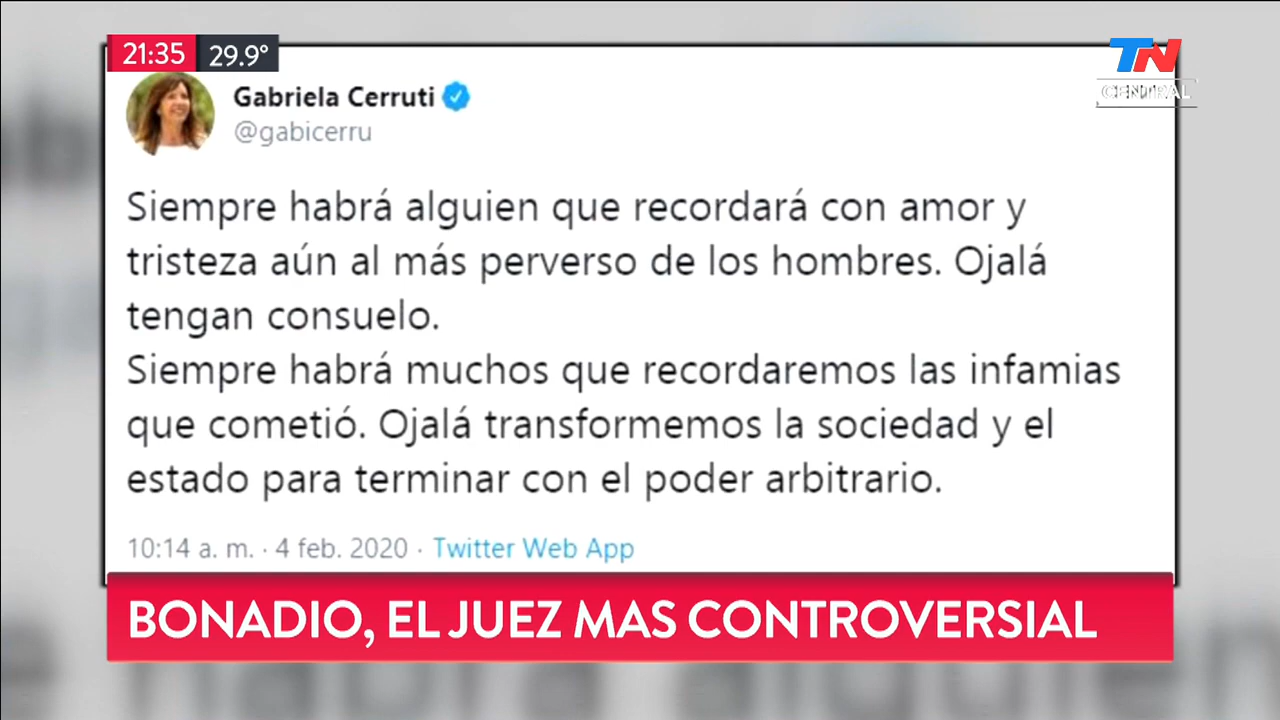 21:35 29.9°
TN
CENTRAL
Gabriela Cerruti
@gabicerru
Siempre habrá alguien que recordará con amor y
tristeza aún al más perverso de los hombres. Ojalá
tengan consuelo.
Siempre habrá muchos que recordaremos las infamias
que cometió. Ojalá transformemos la sociedad y el
estado para terminar con el poder arbitrario.
10:14 a. m. · 4 feb. 2020 · Twitter Web App
BONADIO, EL JUEZ MAS CONTROVERSIAL